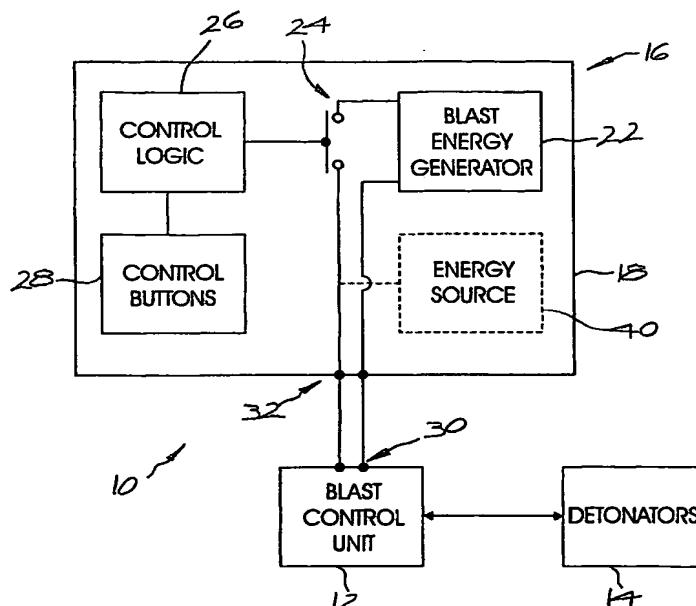 26
24
16
CONTROL
LOGIC
BLAST
ENERGY
GENERATOR
22
28
CONTROL
BUTTONS
ENERGY
SOURCE
18
40
32
30
10
BLAST
CONTROL
UNIT
DETONATORS
12
14